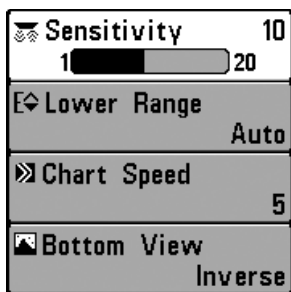 Sensitivity 10
1 20
Lower Range
Auto
Chart Speed
5
Bottom View
Inverse